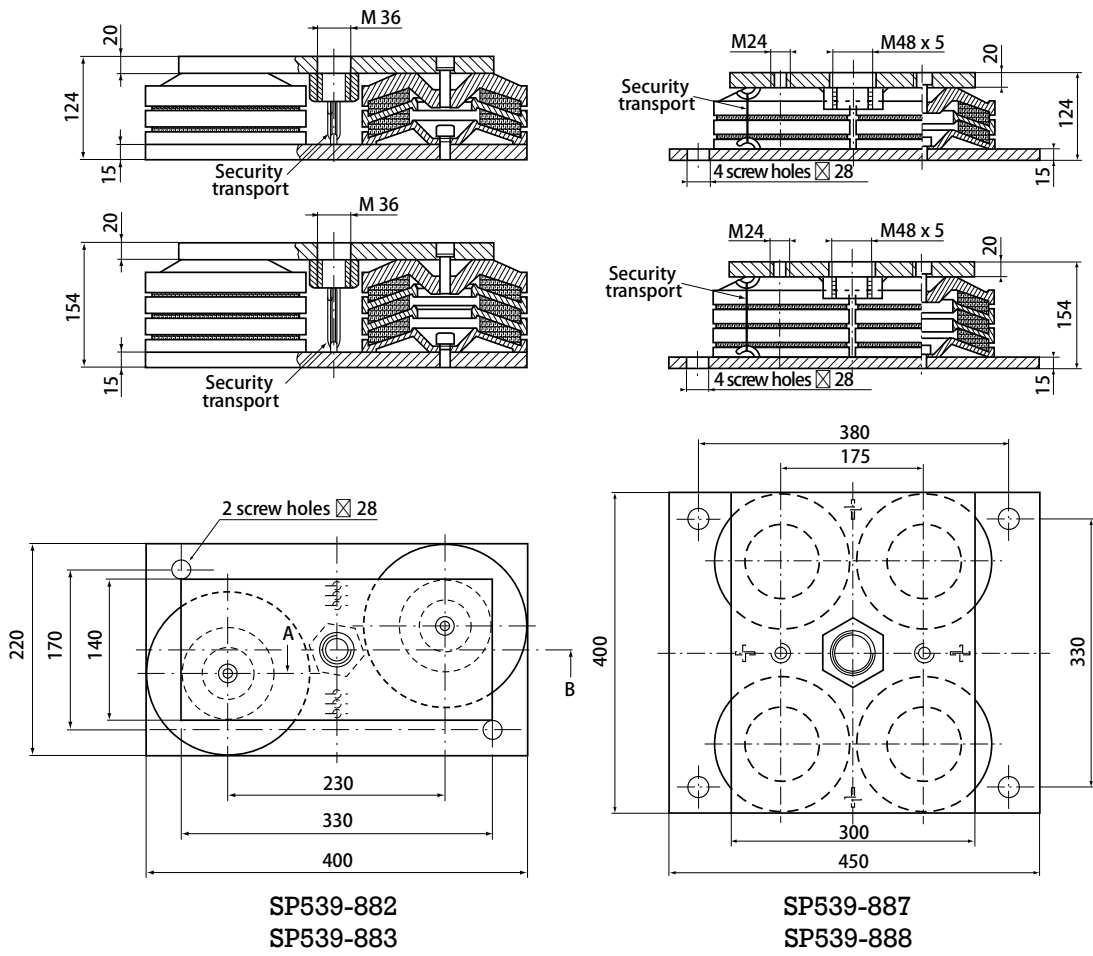 M 36
20
124
15
Security
transport
M24
M48 x 5
20
Security
transport
124
15
4 screw holes ☒ 28
M 36
20
154
15
Security
transport
M24
M48 x 5
20
Security
transport
154
15
4 screw holes ☒ 28
2 screw holes ☒ 28
220
170
140
A
B
230
330
400
380
175
400
330
300
450
SP539-882
SP539-883
SP539-887
SP539-888